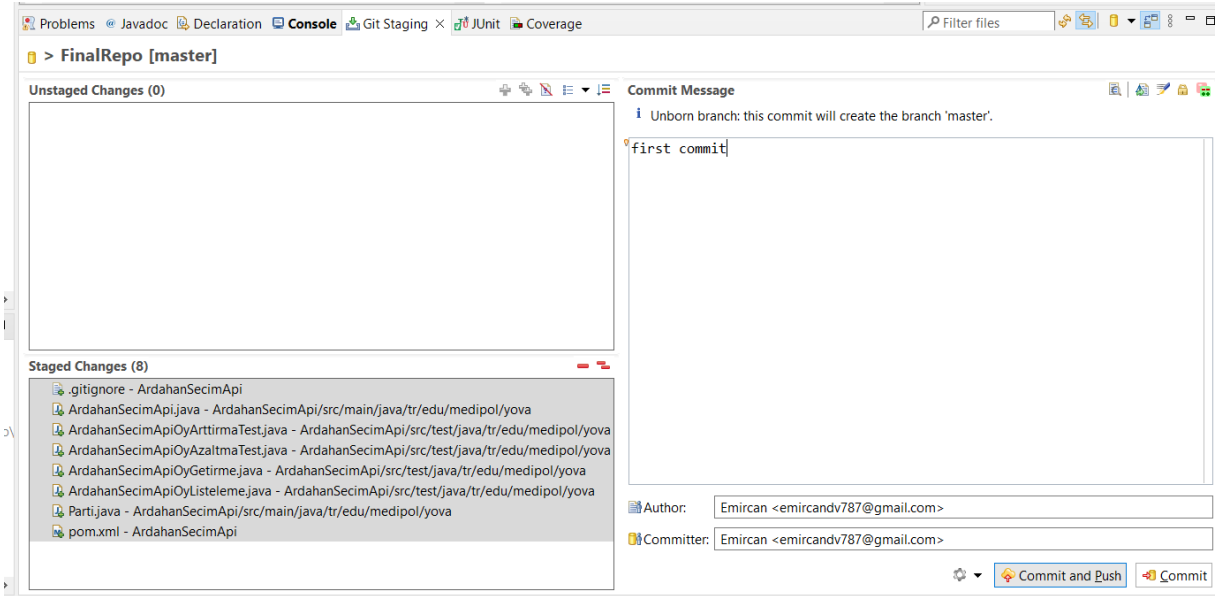 Problems @ Javadoc Declaration Console Git Staging × JUnit Coverage Filter files
> FinalRepo [master]
Unstaged Changes (0)
Commit Message
i Unborn branch: this commit will create the branch 'master'.
first commit
Staged Changes (8)
.gitignore - ArdahanSecimApi
ArdahanSecimApi.java - ArdahanSecimApi/src/main/java/tr/edu/medipol/yova
ArdahanSecimApiOyArttirmaTest.java - ArdahanSecimApi/src/test/java/tr/edu/medipol/yova
ArdahanSecimApiOyAzaltmaTest.java - ArdahanSecimApi/src/test/java/tr/edu/medipol/yova
ArdahanSecimApiOyGetirme.java - ArdahanSecimApi/src/test/java/tr/edu/medipol/yova
ArdahanSecimApiOyListeleme.java - ArdahanSecimApi/src/test/java/tr/edu/medipol/yova
Parti.java - ArdahanSecimApi/src/main/java/tr/edu/medipol/yova
pom.xml - ArdahanSecimApi
Author: Emircan <emircandv787@gmail.com>
Committer: Emircan <emircandv787@gmail.com>
Commit and Push Commit